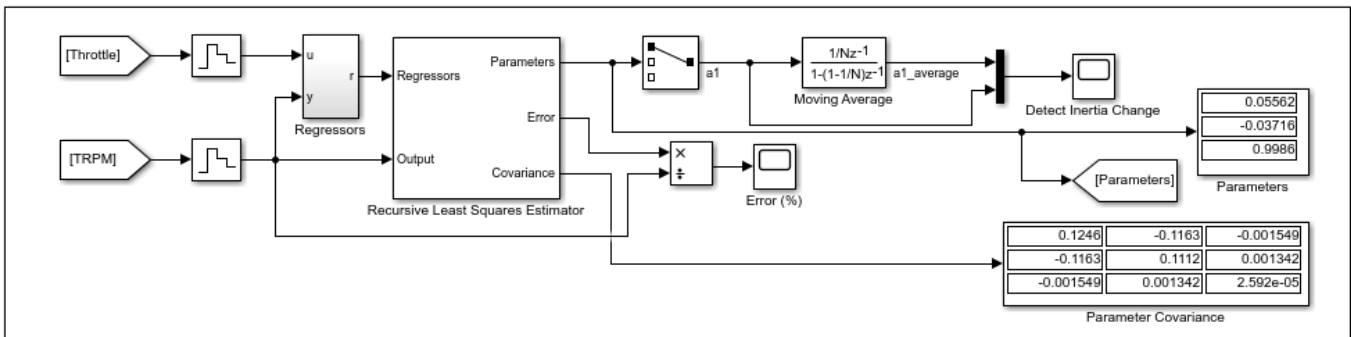 [Throttle]
u
y
r
Regressors
[TRPM]
Regressors
Output
Parameters
Error
Covariance
Recursive Least Squares Estimator
a1
1/Nz-1
1-(1-1/N)z-1
Moving Average
a1_average
Detect Inertia Change
×
÷
Error (%)
0.05562
-0.03716
0.9986
Parameters
[Parameters]
0.1246 -0.1163 -0.001549
-0.1163 0.1112 0.001342
-0.001549 0.001342 2.592e-05
Parameter Covariance